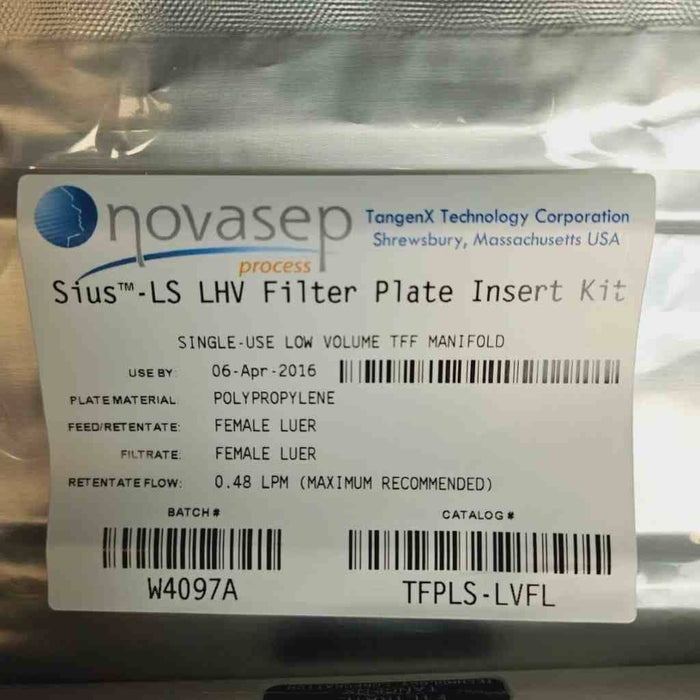 novasep
process
TangenX Technology Corporation
Shrewsbury, Massachusetts USA
Sius™-LS LHV Filter Plate Insert Kit
SINGLE-USE LOW VOLUME TFF MANIFOLD
USE BY: 06-Apr-2016
PLATE MATERIAL: POLYPROPYLENE
FEED/RETENTATE: FEMALE LUER
FILTRATE: FEMALE LUER
RETENTATE FLOW: 0.48 LPM (MAXIMUM RECOMMENDED)
BATCH # CATALOG #
W4097A TFPLS-LVFL